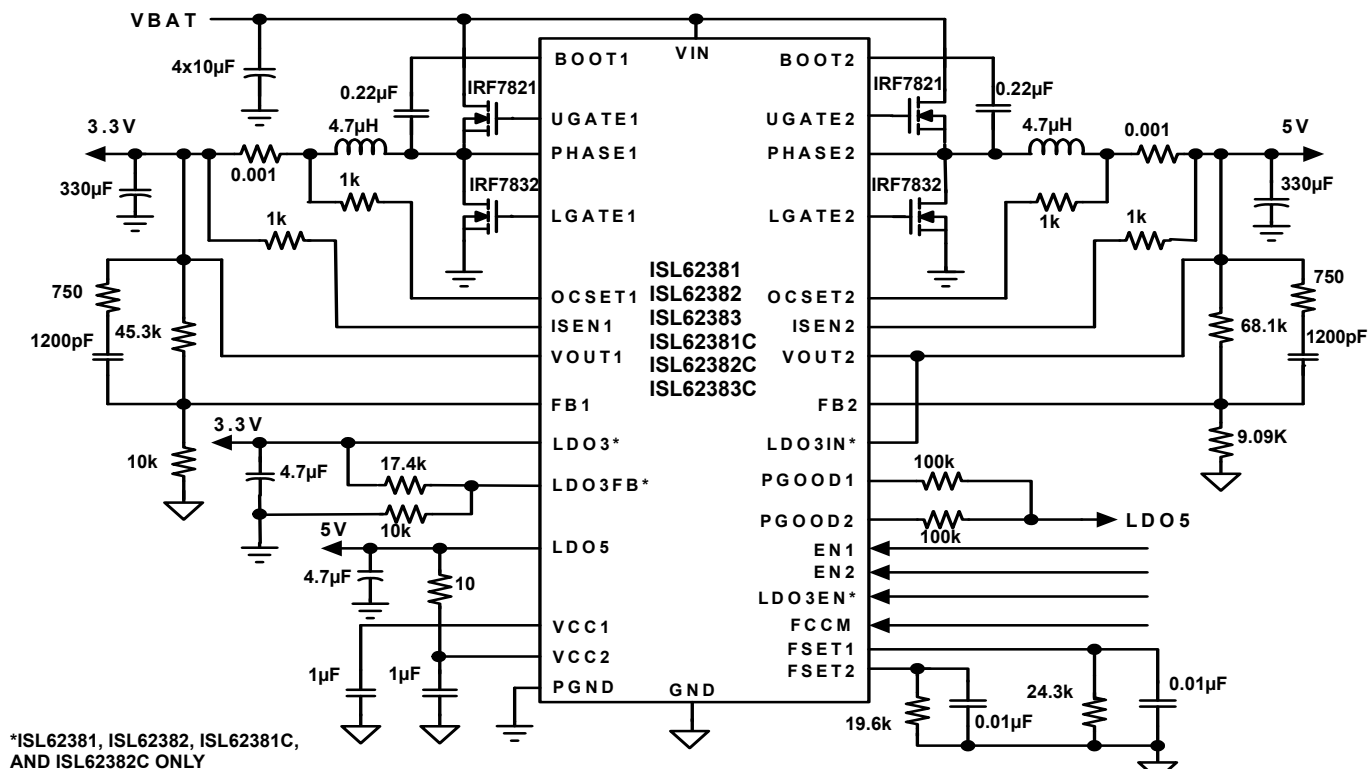 VBAT
4x10µF
3.3V
330µF
0.001
4.7µH
0.22µF
IRF7821
IRF7832
1k
1k
750
1200pF
45.3k
10k
3.3V
4.7µF
17.4k
10k
5V
4.7µF
10
1µF
1µF
VIN
BOOT1
UGATE1
PHASE1
LGATE1
OCSET1
ISEN1
VOUT1
FB1
LDO3*
LDO3FB*
LDO5
VCC1
VCC2
PGND
GND
ISL62381
ISL62382
ISL62383
ISL62381C
ISL62382C
ISL62383C
BOOT2
UGATE2
PHASE2
LGATE2
OCSET2
ISEN2
VOUT2
FB2
LDO3IN*
PGOOD1
PGOOD2
EN1
EN2
LDO3EN*
FCCM
FSET1
FSET2
IRF7821
0.22µF
4.7µH
0.001
5V
IRF7832
330µF
1k
1k
750
68.1k
1200pF
9.09K
100k
100k
LDO5
19.6k
0.01µF
24.3k
0.01µF
*ISL62381, ISL62382, ISL62381C,
AND ISL62382C ONLY